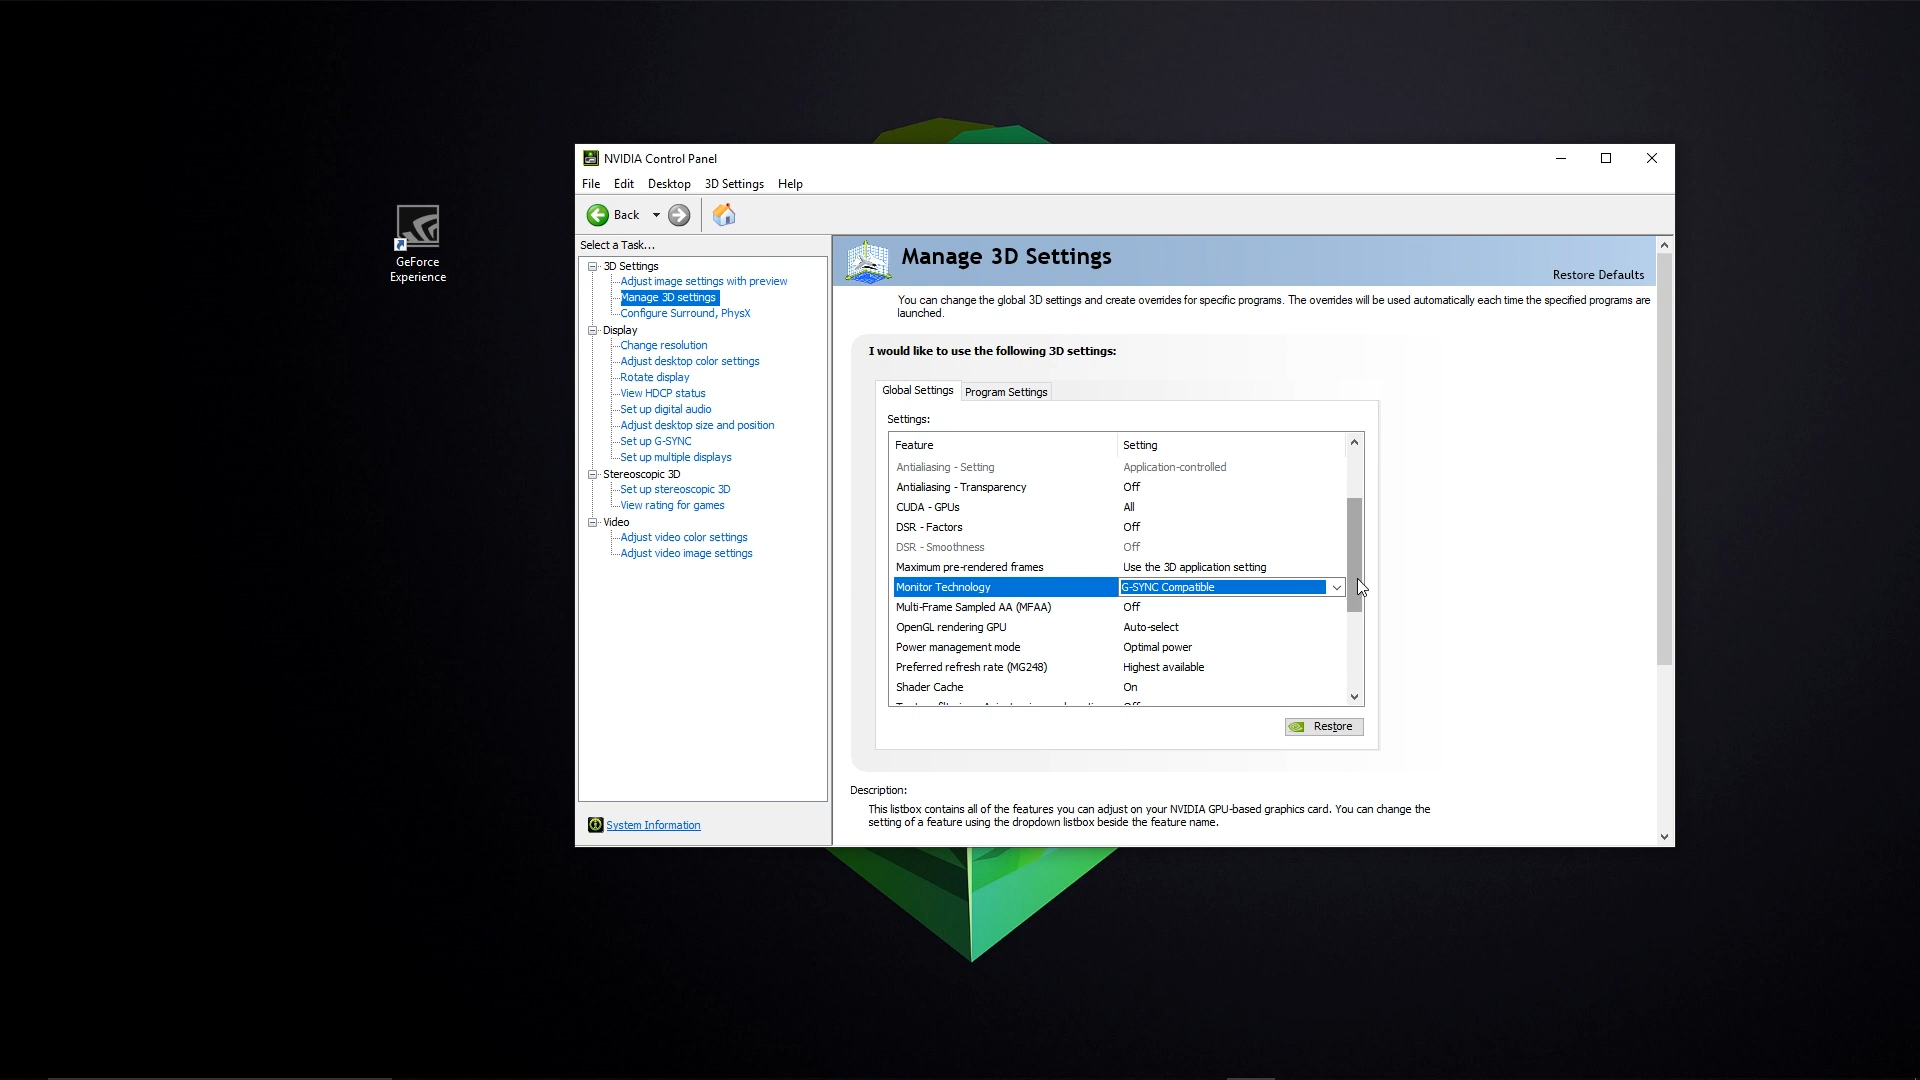 NVIDIA Control Panel
File Edit Desktop 3D Settings Help
Back
GeForce
Experience
Select a Task...
3D Settings
Adjust image settings with preview
Manage 3D settings
Configure Surround, PhysX
Display
Change resolution
Adjust desktop color settings
Rotate display
View HDCP status
Set up digital audio
Adjust desktop size and position
Set up G-SYNC
Set up multiple displays
Stereoscopic 3D
Set up stereoscopic 3D
View rating for games
Video
Adjust video color settings
Adjust video image settings
System Information
Manage 3D Settings
Restore Defaults
You can change the global 3D settings and create overrides for specific programs. The overrides will be used automatically each time the specified programs are
launched.
I would like to use the following 3D settings:
Global Settings Program Settings
Settings:
Feature Setting
Antialiasing - Setting Application-controlled
Antialiasing - Transparency Off
CUDA - GPUs All
DSR - Factors Off
DSR - Smoothness Off
Maximum pre-rendered frames Use the 3D application setting
Monitor Technology G-SYNC Compatible
Multi-Frame Sampled AA (MFAA) Off
OpenGL rendering GPU Auto-select
Power management mode Optimal power
Preferred refresh rate (MG248) Highest available
Shader Cache On
Restore
Description:
This listbox contains all of the features you can adjust on your NVIDIA GPU-based graphics card. You can change the
setting of a feature using the dropdown listbox beside the feature name.